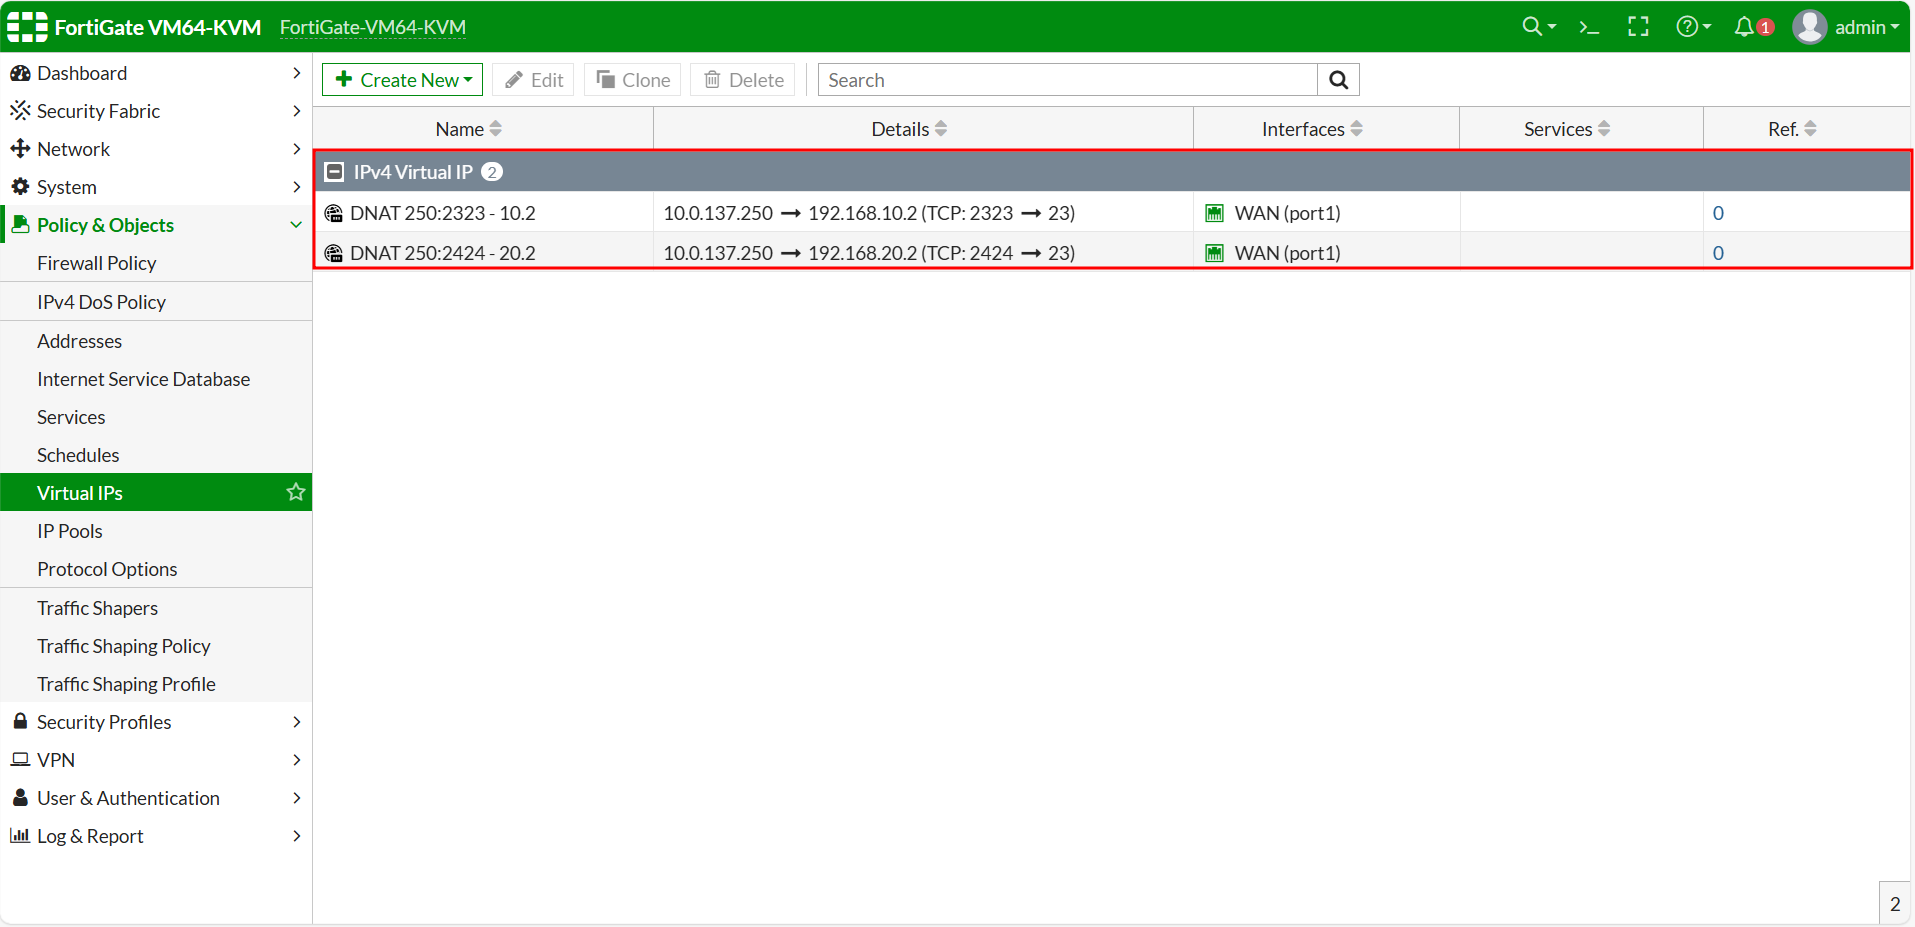 FortiGate VM64-KVM FortiGate-VM64-KVM 1 admin
Dashboard
Security Fabric
Network
System
Policy & Objects
Firewall Policy
IPv4 DoS Policy
Addresses
Internet Service Database
Services
Schedules
Virtual IPs
IP Pools
Protocol Options
Traffic Shapers
Traffic Shaping Policy
Traffic Shaping Profile
Security Profiles
VPN
User & Authentication
Log & Report
Create New Edit Clone Delete Search
Name Details Interfaces Services Ref.
IPv4 Virtual IP 2
DNAT 250:2323 - 10.2 10.0.137.250 → 192.168.10.2 (TCP: 2323 → 23) WAN (port1) 0
DNAT 250:2424 - 20.2 10.0.137.250 → 192.168.20.2 (TCP: 2424 → 23) WAN (port1) 0
2